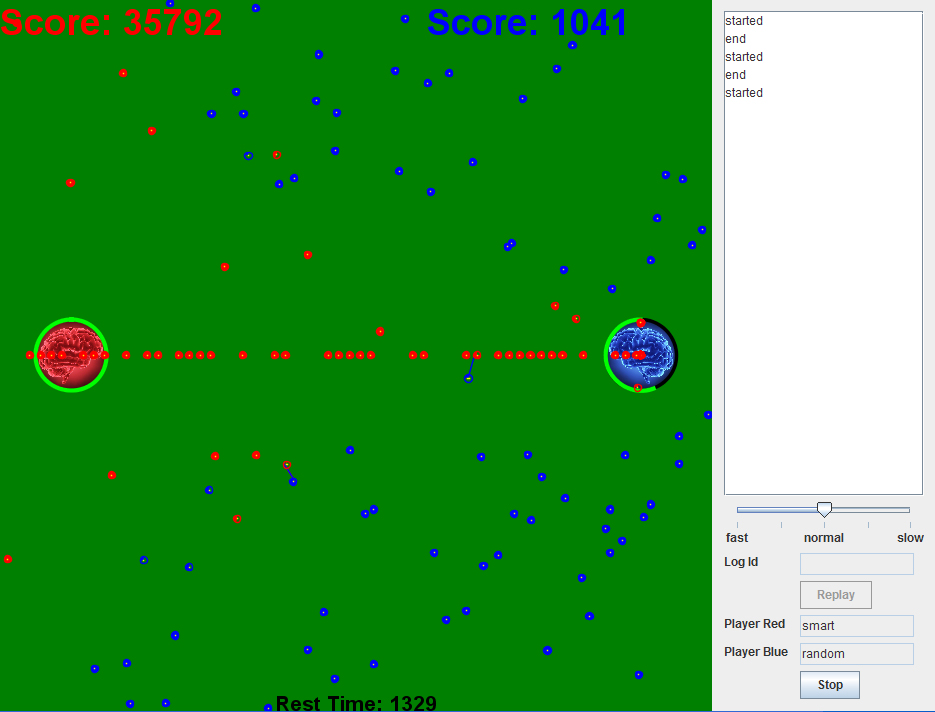 Score: 35792
Score: 1041
started
end
started
end
started
fast normal slow
Log Id
Replay
Player Red smart
Player Blue random
Stop
Rest Time: 1329